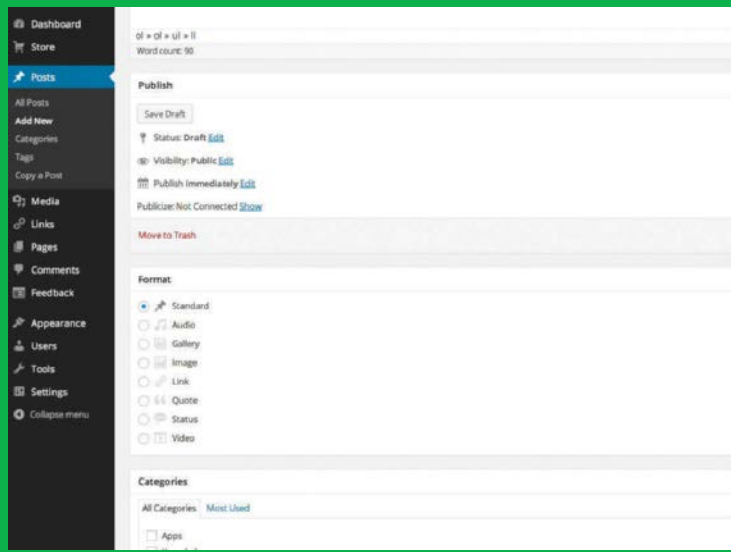 Dashboard
Store
Posts
All Posts
Add New
Categories
Tags
Copy a Post
Media
Links
Pages
Comments
Feedback
Appearance
Users
Tools
Settings
Collapse menu
ol » ol » ul » li
Word count: 90
Publish
Save Draft
Status: Draft Edit
Visibility: Public Edit
Publish immediately Edit
Publicize: Not Connected Show
Move to Trash
Format
Standard
Audio
Gallery
Image
Link
Quote
Status
Video
Categories
All Categories Most Used
Apps